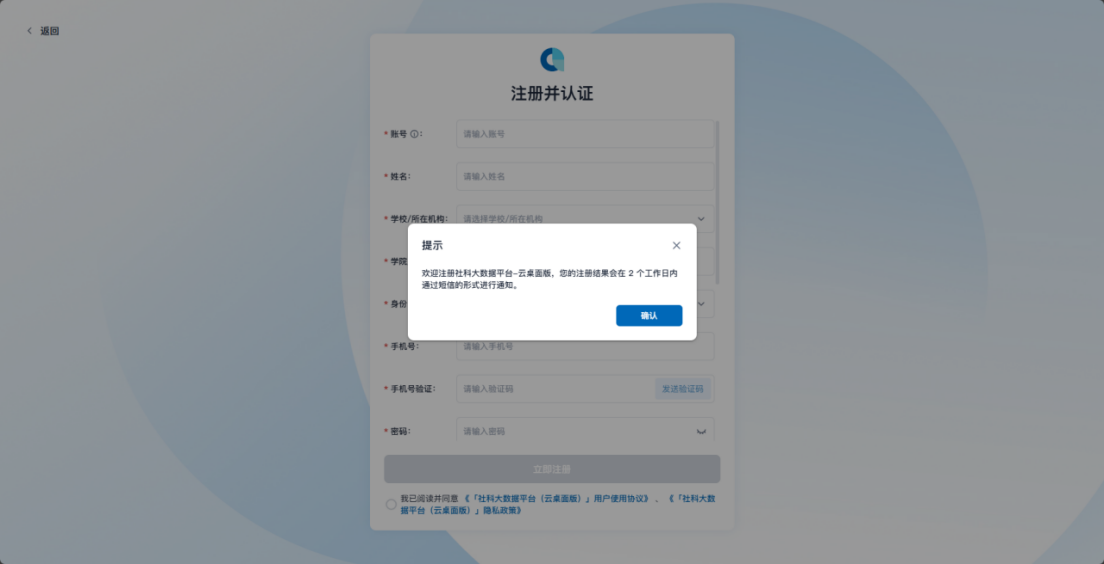 返回
注册并认证
* 账号 ⓘ: 请输入账号
* 姓名: 请输入姓名
* 学校/所在机构: 请选择学校/所在机构
提示
欢迎注册社科大数据平台-云桌面版，您的注册结果会在 2 个工作日内
通过短信的形式进行通知。
* 学院
* 身份
确认
* 手机号: 请输入手机号
* 手机号验证: 请输入验证码 发送验证码
* 密码: 请输入密码
立即注册
我已阅读并同意《「社科大数据平台（云桌面版）」用户使用协议》、《「社科大数
据平台（云桌面版）」隐私政策》